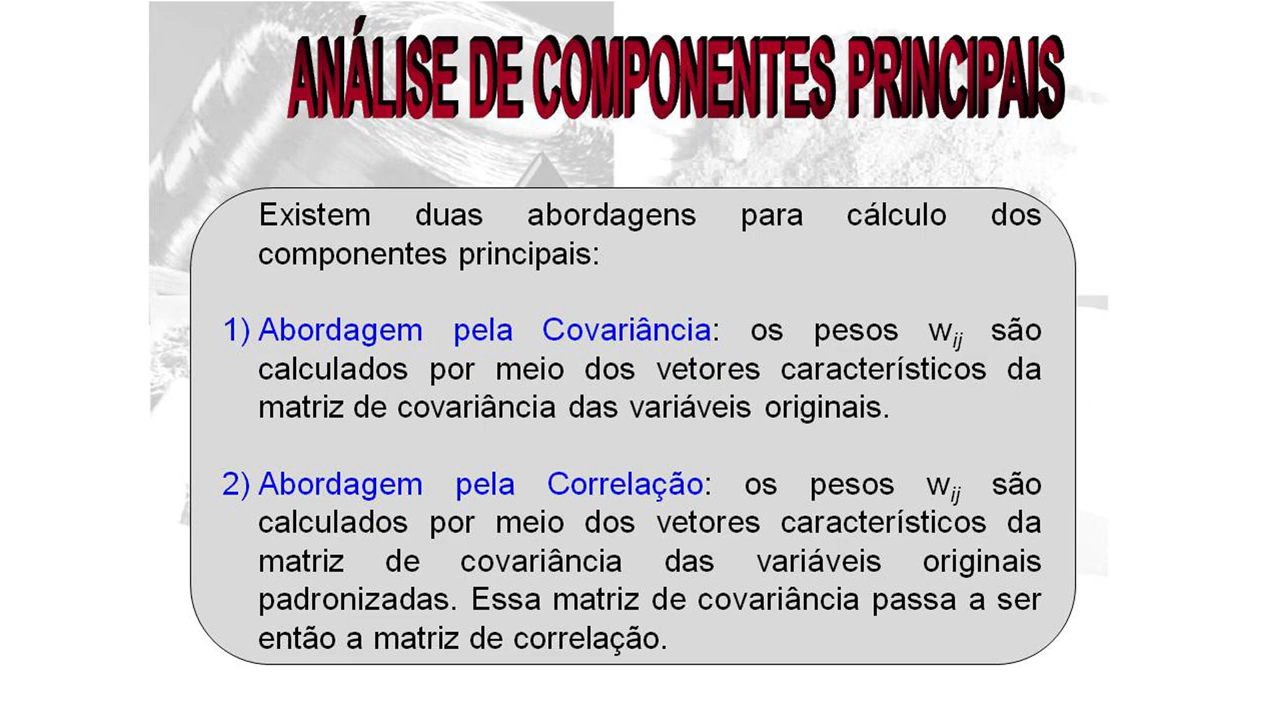 ANÁLISE DE COMPONENTES PRINCIPAIS
Existem duas abordagens para cálculo dos
componentes principais:
1) Abordagem pela Covariância: os pesos wij são
calculados por meio dos vetores característicos da
matriz de covariância das variáveis originais.
2) Abordagem pela Correlação: os pesos wij são
calculados por meio dos vetores característicos da
matriz de covariância das variáveis originais
padronizadas. Essa matriz de covariância passa a ser
então a matriz de correlação.